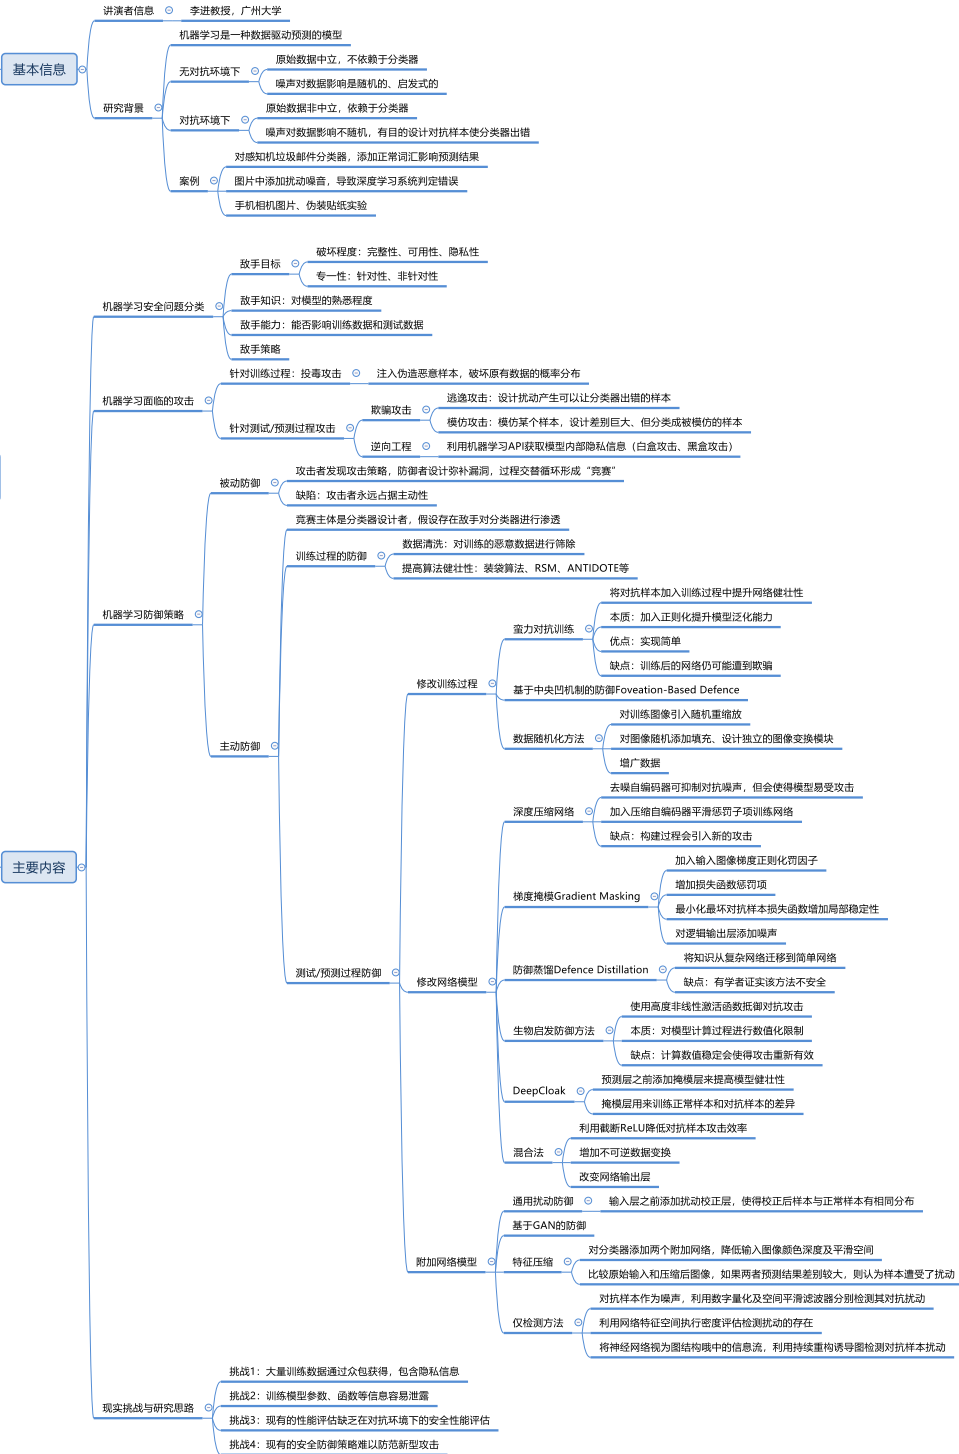 基本信息
讲演者信息
李进教授，广州大学
研究背景
机器学习是一种数据驱动预测的模型
无对抗环境下
原始数据中立，不依赖于分类器
噪声对数据影响是随机的、启发式的
对抗环境下
原始数据非中立，依赖于分类器
噪声对数据影响不随机，有目的设计对抗样本使分类器出错
案例
对感知机垃圾邮件分类器，添加正常词汇影响预测结果
图片中添加扰动噪音，导致深度学习系统判定错误
手机相机图片、伪装贴纸实验
主要内容
机器学习安全问题分类
敌手目标
破坏程度：完整性、可用性、隐私性
专一性：针对性、非针对性
敌手知识：对模型的熟悉程度
敌手能力：能否影响训练数据和测试数据
敌手策略
机器学习面临的攻击
针对训练过程：投毒攻击
注入伪造恶意样本，破坏原有数据的概率分布
针对测试/预测过程攻击
欺骗攻击
逃逸攻击：设计扰动产生可以让分类器出错的样本
模仿攻击：模仿某个样本，设计差别巨大、但分类成被模仿的样本
逆向工程
利用机器学习API获取模型内部隐私信息（白盒攻击、黑盒攻击）
机器学习防御策略
被动防御
攻击者发现攻击策略，防御者设计弥补漏洞，过程交替循环形成“竞赛”
缺陷：攻击者永远占据主动性
主动防御
竞赛主体是分类器设计者，假设存在敌手对分类器进行渗透
训练过程的防御
数据清洗：对训练的恶意数据进行筛除
提高算法健壮性：装袋算法、RSM、ANTIDOTE等
测试/预测过程防御
修改训练过程
蛮力对抗训练
将对抗样本加入训练过程中提升网络健壮性
本质：加入正则化提升模型泛化能力
优点：实现简单
缺点：训练后的网络仍可能遭到欺骗
基于中央凹机制的防御Foveation-Based Defence
数据随机化方法
对训练图像引入随机重缩放
对图像随机添加填充、设计独立的图像变换模块
增广数据
修改网络模型
深度压缩网络
去噪自编码器可抑制对抗噪声，但会使得模型易受攻击
加入压缩自编码器平滑惩罚子项训练网络
缺点：构建过程会引入新的攻击
梯度掩模Gradient Masking
加入输入图像梯度正则化罚因子
增加损失函数惩罚项
最小化最坏对抗样本损失函数增加局部稳定性
对逻辑输出层添加噪声
防御蒸馏Defence Distillation
将知识从复杂网络迁移到简单网络
缺点：有学者证实该方法不安全
生物启发防御方法
使用高度非线性激活函数抵御对抗攻击
本质：对模型计算过程进行数值化限制
缺点：计算数值稳定会使得攻击重新有效
DeepCloak
预测层之前添加掩模层来提高模型健壮性
掩模层用来训练正常样本和对抗样本的差异
混合法
利用截断ReLU降低对抗样本攻击效率
增加不可逆数据变换
改变网络输出层
附加网络模型
通用扰动防御
输入层之前添加扰动校正层，使得校正后样本与正常样本有相同分布
基于GAN的防御
特征压缩
对分类器添加两个附加网络，降低输入图像颜色深度及平滑空间
比较原始输入和压缩后图像，如果两者预测结果差别较大，则认为样本遭受了扰动
仅检测方法
对抗样本作为噪声，利用数字量化及空间平滑滤波器分别检测其对抗扰动
利用网络特征空间执行密度评估检测扰动的存在
将神经网络视为图结构哦中的信息流，利用持续重构诱导图检测对抗样本扰动
现实挑战与研究思路
挑战1：大量训练数据通过众包获得，包含隐私信息
挑战2：训练模型参数、函数等信息容易泄露
挑战3：现有的性能评估缺乏在对抗环境下的安全性能评估
挑战4：现有的安全防御策略难以防范新型攻击